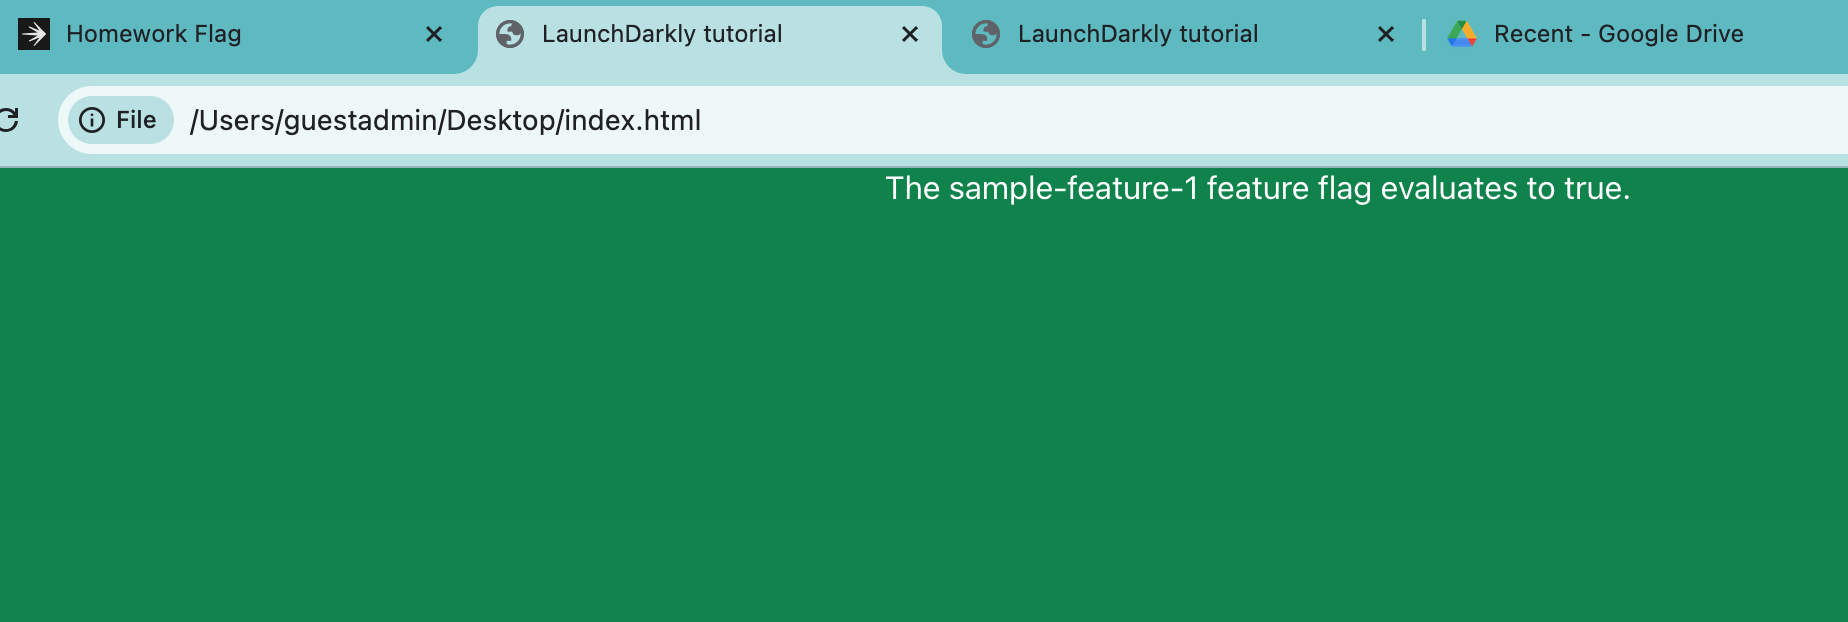 Homework Flag
LaunchDarkly tutorial
LaunchDarkly tutorial
Recent - Google Drive
File
/Users/guestadmin/Desktop/index.html
The sample-feature-1 feature flag evaluates to true.